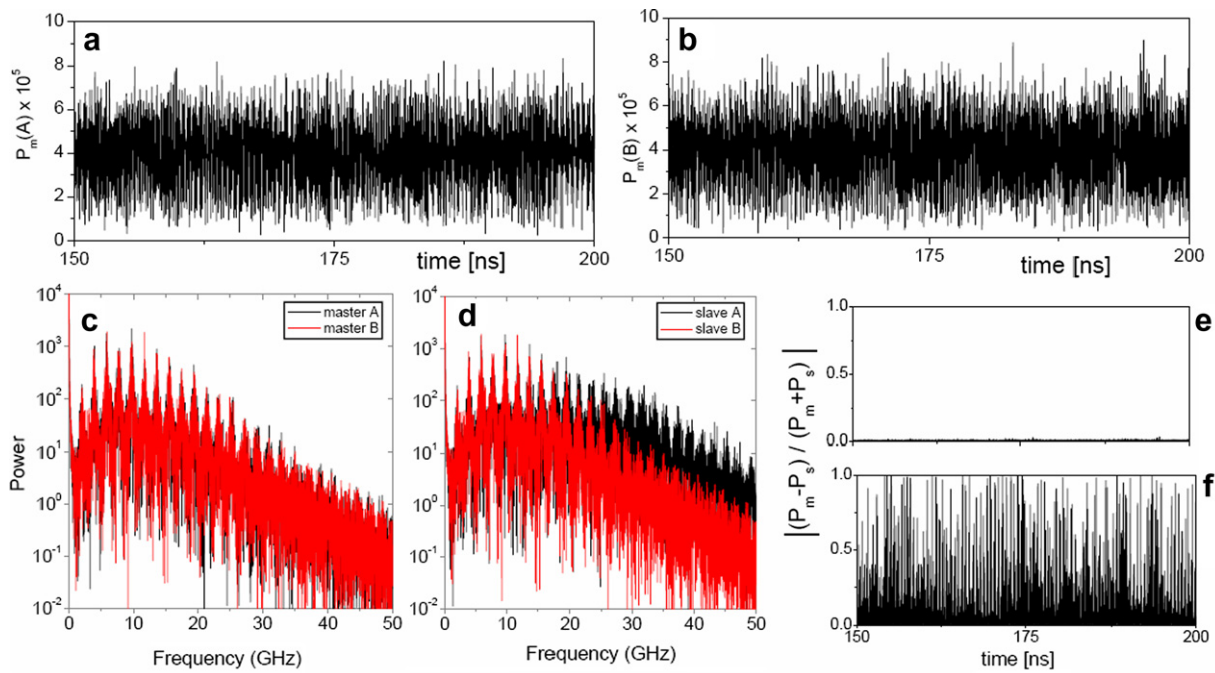 a
P_m(A) x 10^5
10
8
6
4
2
0
150
175
200
time [ns]
b
P_m(B) x 10^5
10
8
6
4
2
0
150
175
200
time [ns]
c
master A
master B
Power
10^4
10^3
10^2
10^1
10^0
10^-1
10^-2
0
10
20
30
40
50
Frequency (GHz)
d
slave A
slave B
10^4
10^3
10^2
10^1
10^0
10^-1
10^-2
0
10
20
30
40
50
Frequency (GHz)
e
1.0
0.5
0.0
|(P_m-P_s) / (P_m+P_s)|
f
1.0
0.5
0.0
150
175
200
time [ns]